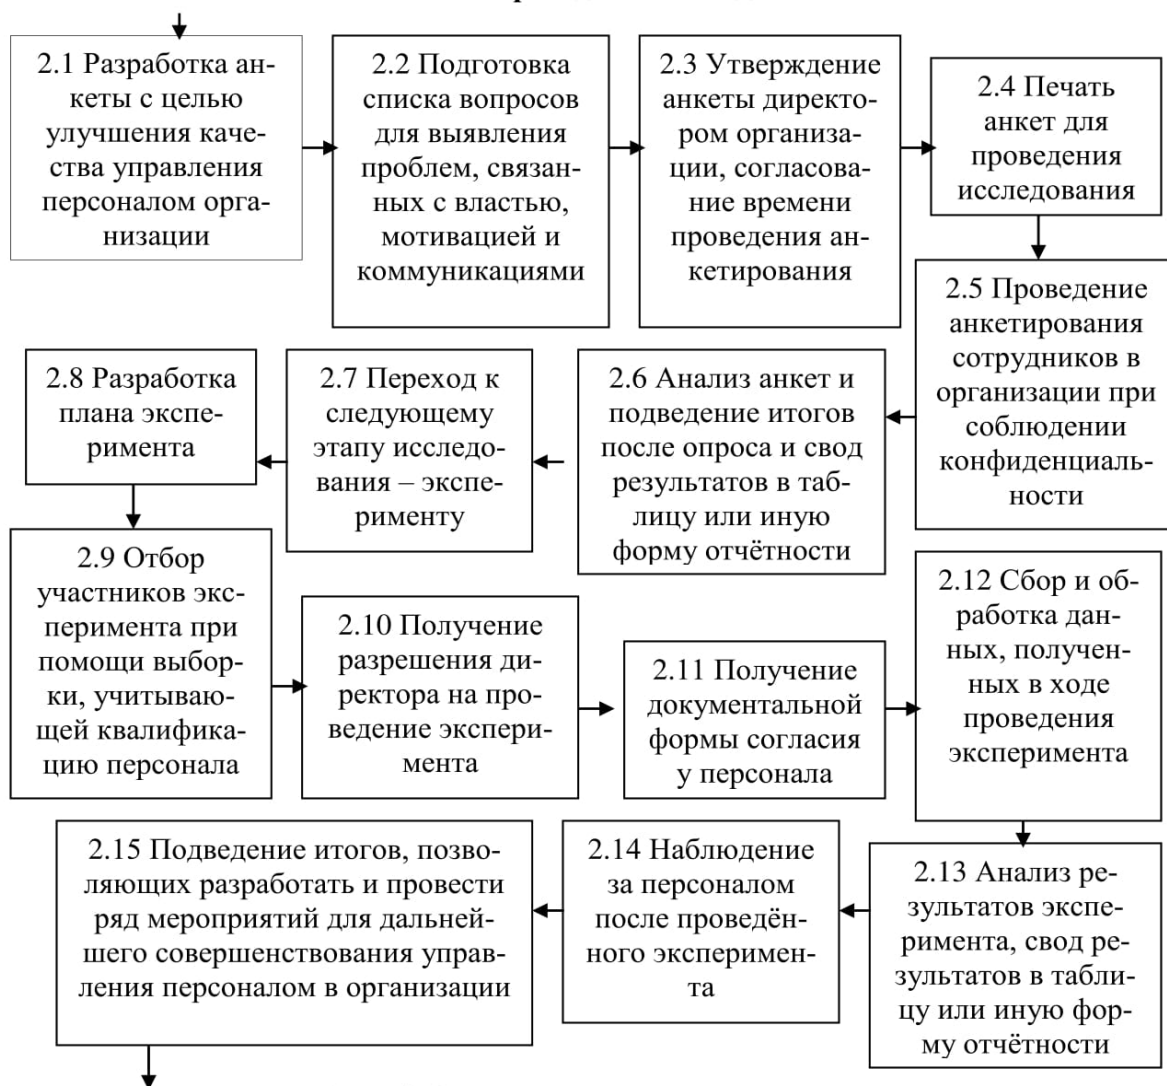 2.1 Разработка ан-
кеты с целью
улучшения каче-
ства управления
персоналом орга-
низации
2.2 Подготовка
списка вопросов
для выявления
проблем, связан-
ных с властью,
мотивацией и
коммуникациями
2.3 Утверждение
анкеты директо-
ром организа-
ции, согласова-
ние времени
проведения ан-
кетирования
2.4 Печать
анкет для
проведения
исследования
2.5 Проведение
анкетирования
сотрудников в
организации при
соблюдении
конфиденциаль-
ности
2.6 Анализ анкет и
подведение итогов
после опроса и свод
результатов в таб-
лицу или иную
форму отчётности
2.7 Переход к
следующему
этапу исследо-
вания – экспе-
рименту
2.8 Разработка
плана экспе-
римента
2.9 Отбор
участников экс-
перимента при
помощи выбор-
ки, учитываю-
щей квалифика-
цию персонала
2.10 Получение
разрешения ди-
ректора на про-
ведение экспери-
мента
2.11 Получение
документальной
формы согласия
у персонала
2.12 Сбор и об-
работка дан-
ных, получен-
ных в ходе
проведения
эксперимента
2.13 Анализ ре-
зультатов экспе-
римента, свод ре-
зультатов в табли-
цу или иную фор-
му отчётности
2.14 Наблюдение
за персоналом
после проведён-
ного эксперимен-
та
2.15 Подведение итогов, позво-
ляющих разработать и провести
ряд мероприятий для дальней-
шего совершенствования управ-
ления персоналом в организации